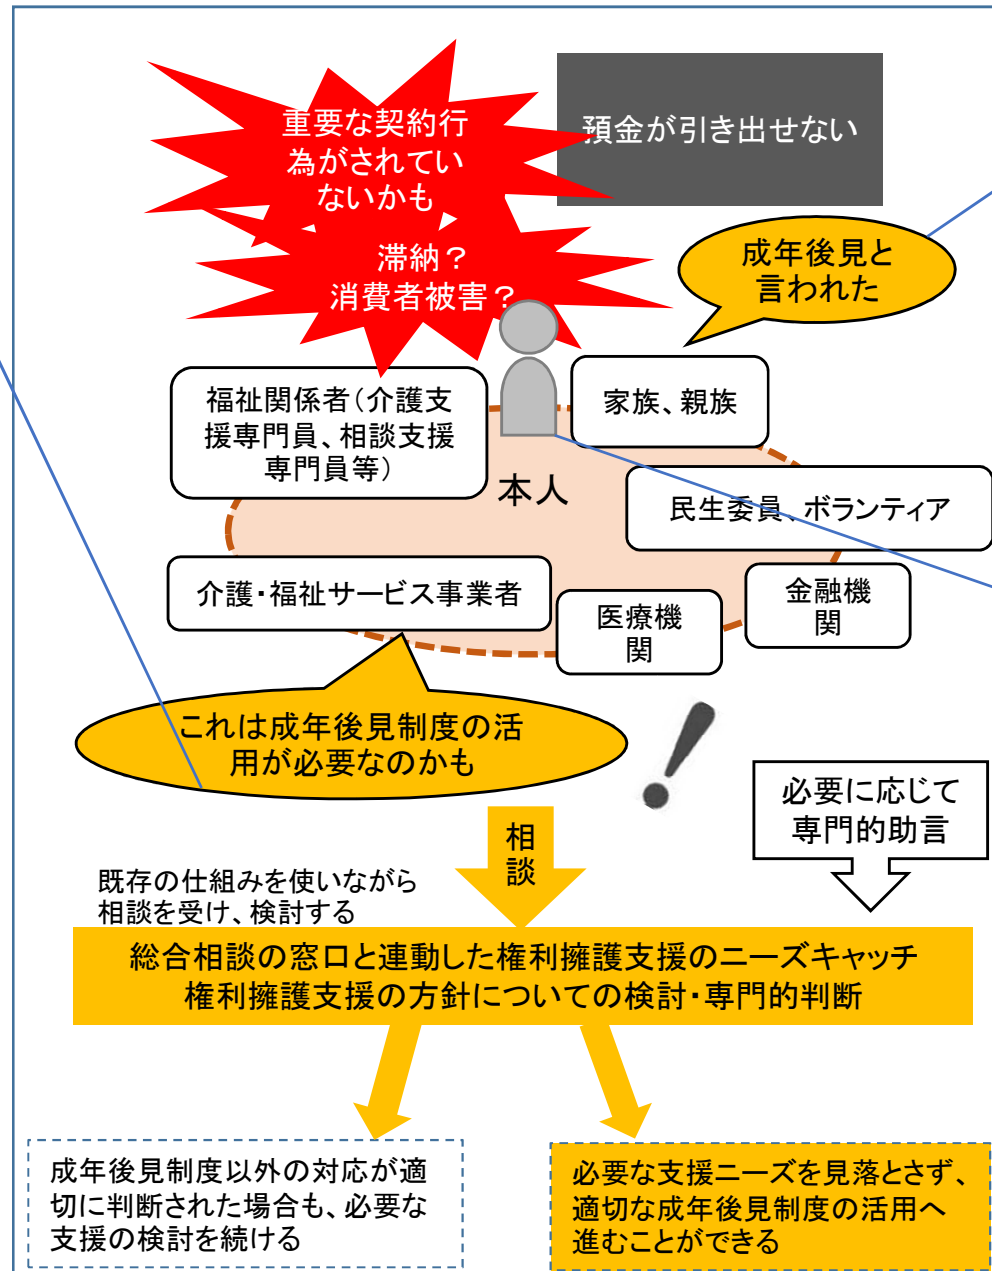 重要な契約行
為がされてい
ないかも
預金が引き出せない
滞納？
消費者被害？
成年後見と
言われた
福祉関係者（介護支
援専門員、相談支援
専門員等）
家族、親族
本人
民生委員、ボランティア
介護・福祉サービス事業者
医療機
関
金融機
関
これは成年後見制度の活
用が必要なのかも
必要に応じて
専門的助言
相
談
既存の仕組みを使いながら
相談を受け、検討する
総合相談の窓口と連動した権利擁護支援のニーズキャッチ
権利擁護支援の方針についての検討・専門的判断
成年後見制度以外の対応が適
切に判断された場合も、必要な
支援の検討を続ける
必要な支援ニーズを見落とさず、
適切な成年後見制度の活用へ
進むことができる